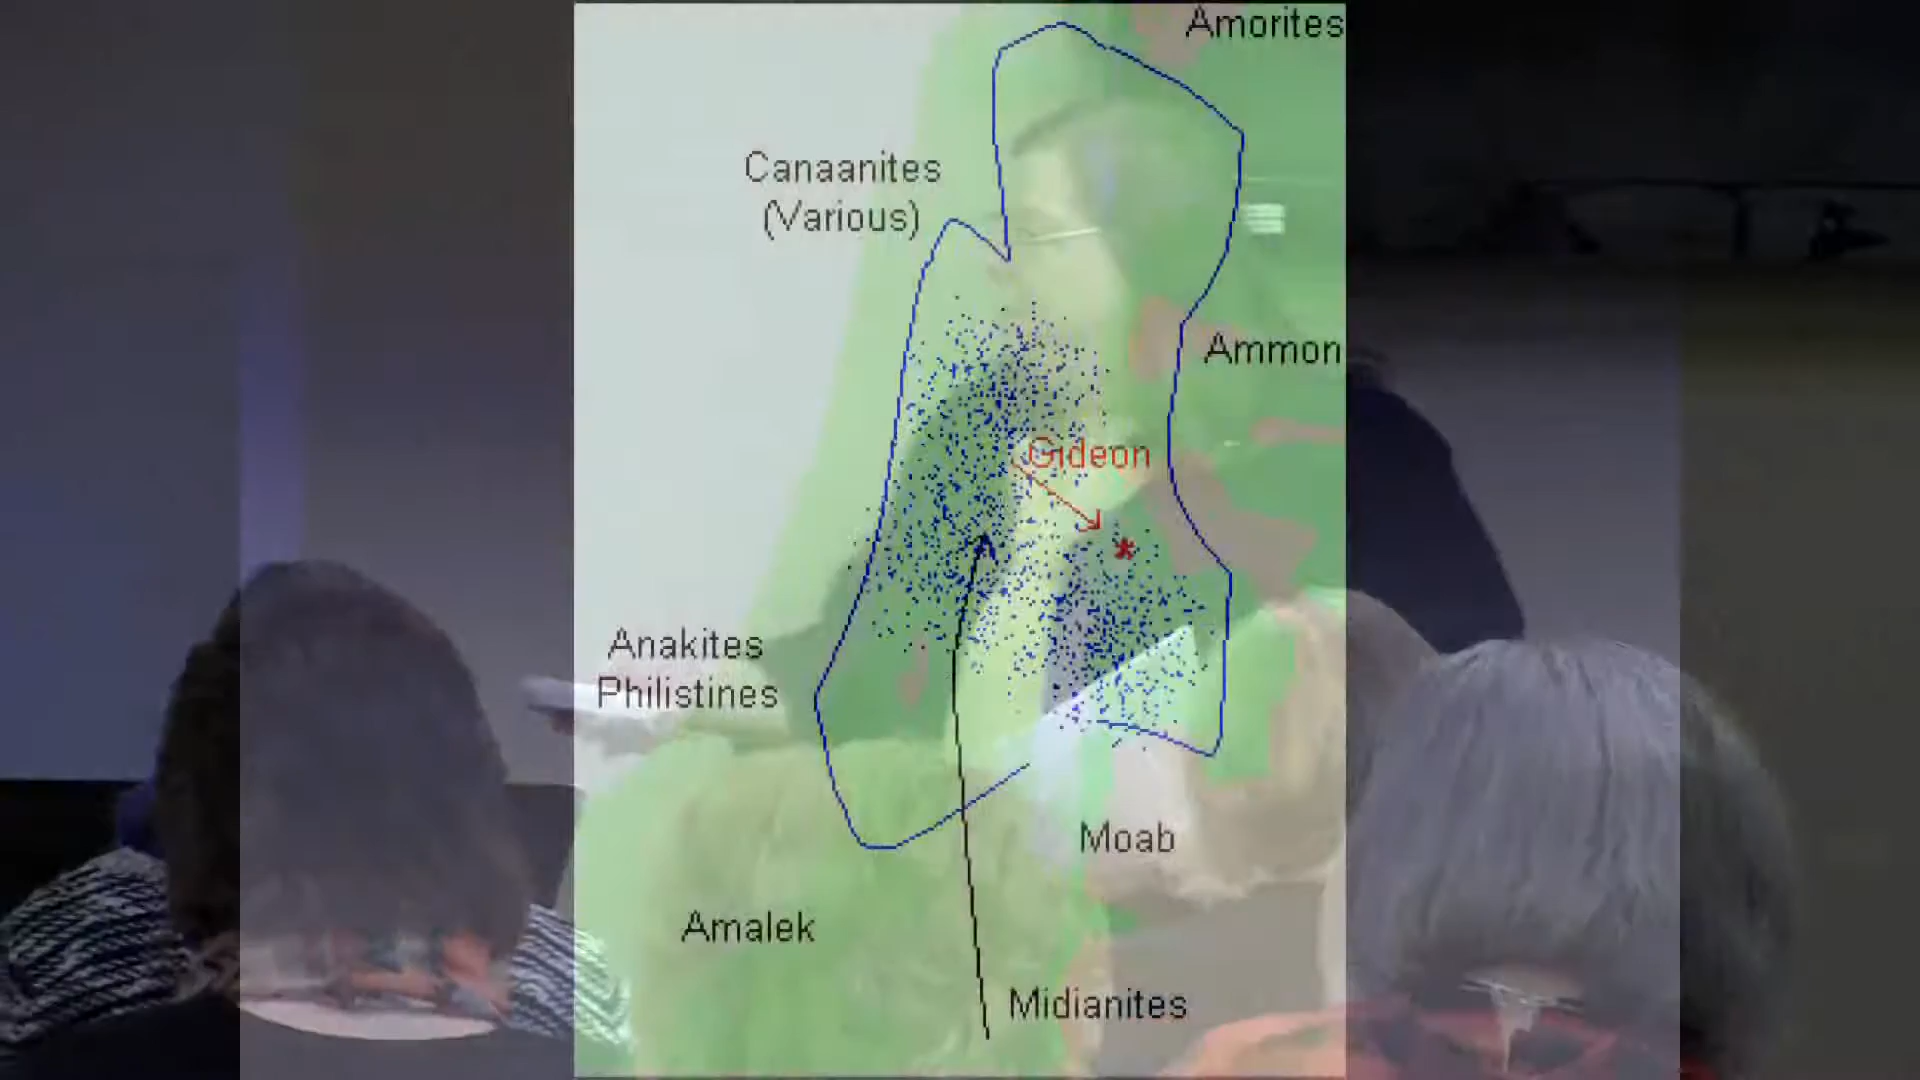 Amorites
Canaanites
(Various)
Ammon
Gideon
*
Anakites
Philistines
Moab
Amalek
Midianites